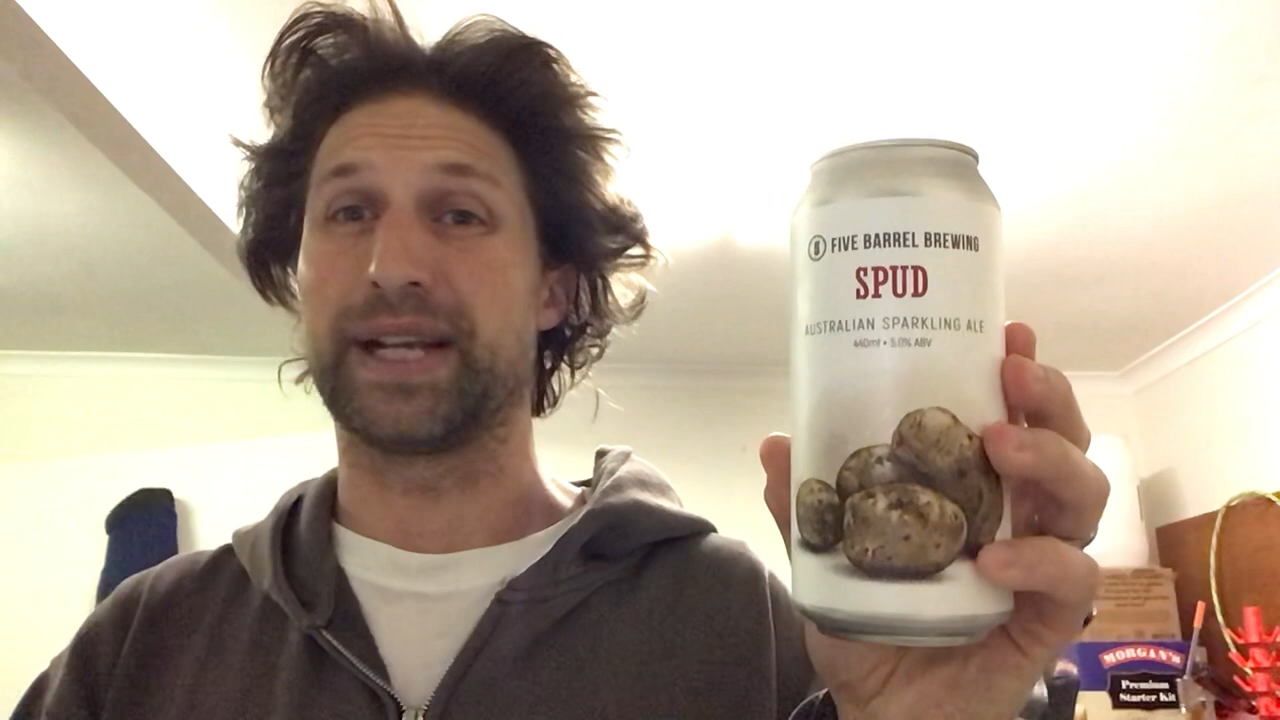 FIVE BARREL BREWING
SPUD
AUSTRALIAN SPARKLING ALE
440ml • 5.0% ABV
MORGAN'S
Premium
Starter Kit